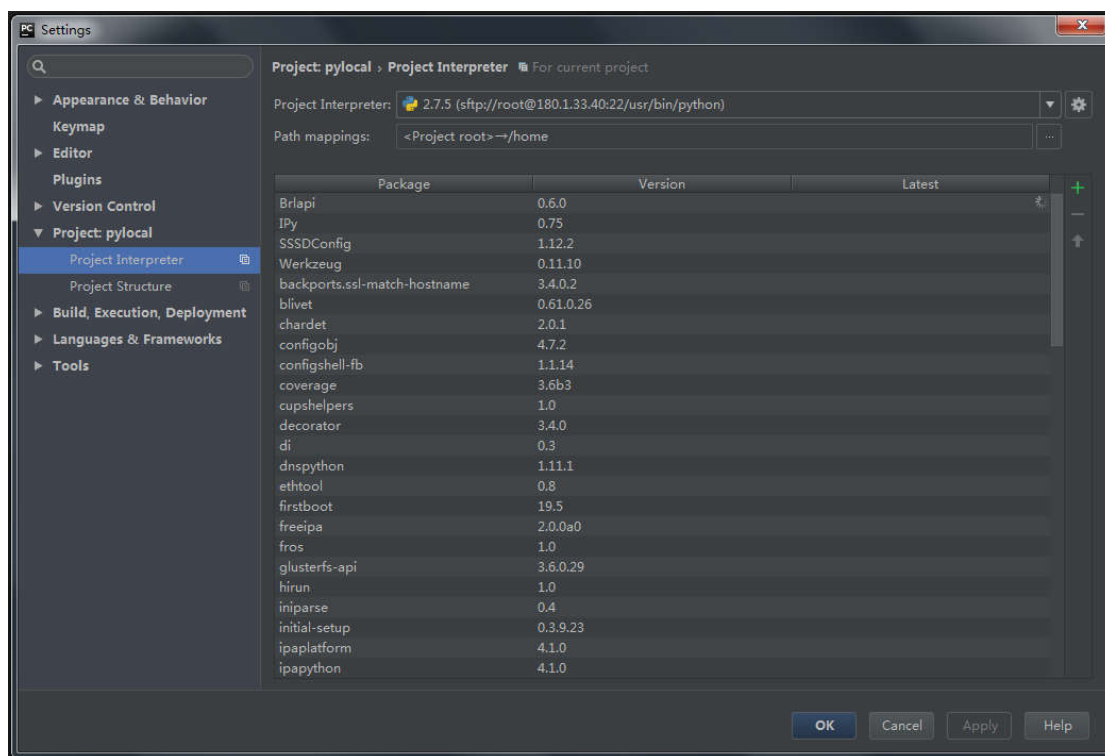 PC Settings
Project: pylocal › Project Interpreter For current project
Appearance & Behavior
Keymap
Editor
Plugins
Version Control
Project: pylocal
Project Interpreter
Project Structure
Build, Execution, Deployment
Languages & Frameworks
Tools
Project Interpreter: 2.7.5 (sftp://root@180.1.33.40:22/usr/bin/python)
Path mappings: <Project root>→/home ...
Package Version Latest
Brlapi 0.6.0
IPy 0.75
SSSDConfig 1.12.2
Werkzeug 0.11.10
backports.ssl-match-hostname 3.4.0.2
blivet 0.61.0.26
chardet 2.0.1
configobj 4.7.2
configshell-fb 1.1.14
coverage 3.6b3
cupshelpers 1.0
decorator 3.4.0
di 0.3
dnspython 1.11.1
ethtool 0.8
firstboot 19.5
freeipa 2.0.0a0
fros 1.0
glusterfs-api 3.6.0.29
hirun 1.0
iniparse 0.4
initial-setup 0.3.9.23
ipaplatform 4.1.0
ipapython 4.1.0
OK Cancel Apply Help